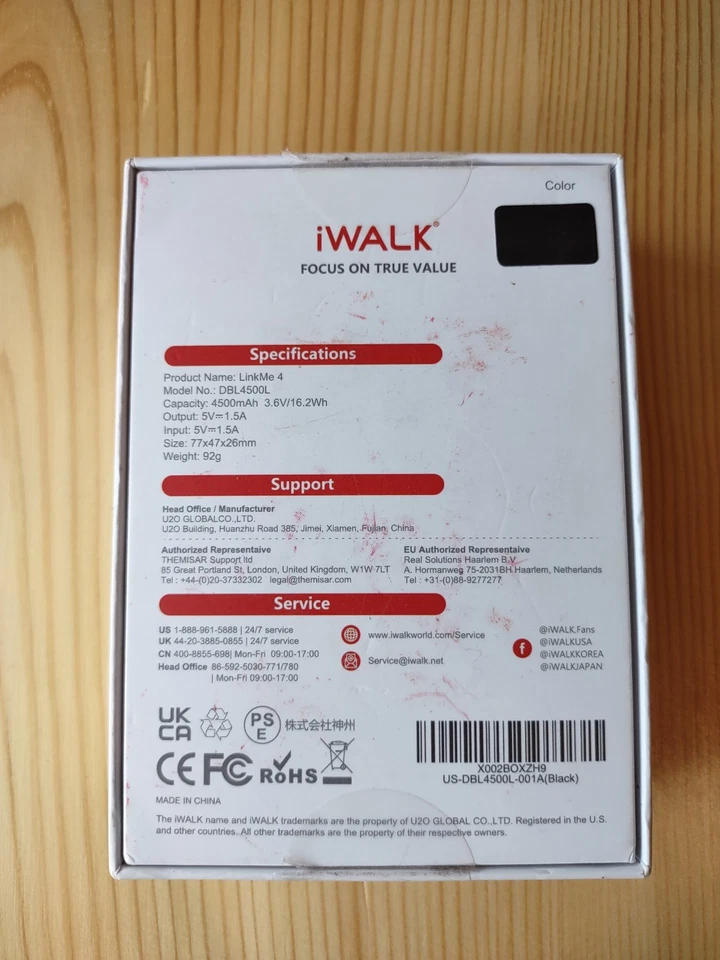 Color
iWALK®
FOCUS ON TRUE VALUE
Specifications
Product Name: LinkMe 4
Model No.: DBL4500L
Capacity: 4500mAh 3.6V/16.2Wh
Output: 5V⎓1.5A
Input: 5V⎓1.5A
Size: 77x47x26mm
Weight: 92g
Support
Head Office / Manufacturer
U2O GLOBALCO.,LTD.
U2O Building, Huanzhu Road 385, Jimei, Xiamen, Fujian, China
Authorized Representaive
THEMISAR Support ltd
85 Great Portland St, London, United Kingdom, W1W 7LT
Tel : +44-(0)20-37332302 legal@themisar.com
EU Authorized Representaive
Real Solutions Haarlem B.V
A. Hormanweg 75-2031BH Haarlem, Netherlands
Tel : +31-(0)88-9277277
Service
US 1-888-961-5888 | 24/7 service
UK 44-20-3885-0855 | 24/7 service
CN 400-8855-698| Mon-Fri 09:00-17:00
Head Office 86-592-5030-771/780
| Mon-Fri 09:00-17:00
www.iwalkworld.com/Service
Service@iwalk.net
f
@iWALK.Fans
@iWALKUSA
@iWALKKOREA
@iWALKJAPAN
UK
CA
PS
E
株式会社神州
CE FC RoHS
X002BOXZH9
US-DBL4500L-001A(Black)
MADE IN CHINA
The iWALK name and iWALK trademarks are the property of U2O GLOBAL CO.,LTD. Registered in the U.S.
and other countries. All other trademarks are the property of their respective owners.